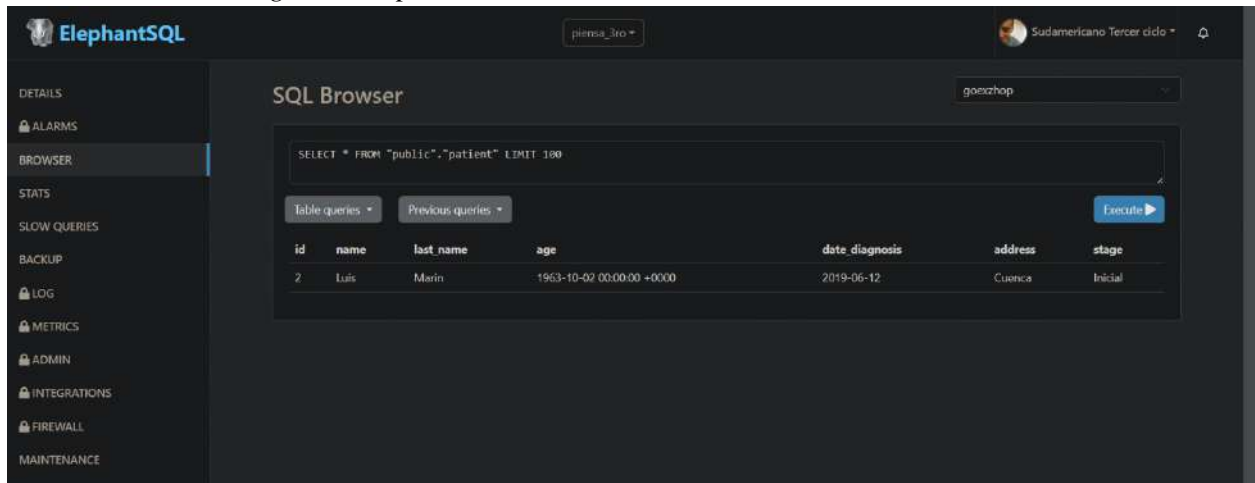 ElephantSQL
piensa_3ro
Sudamericano Tercer ciclo
DETAILS
ALARMS
BROWSER
STATS
SLOW QUERIES
BACKUP
LOG
METRICS
ADMIN
INTEGRATIONS
FIREWALL
MAINTENANCE
SQL Browser
goexzhop
SELECT * FROM "public"."patient" LIMIT 100
Table queries Previous queries Execute
id name last_name age date_diagnosis address stage
2 Luis Marin 1963-10-02 00:00:00 +0000 2019-06-12 Cuenca Inicial